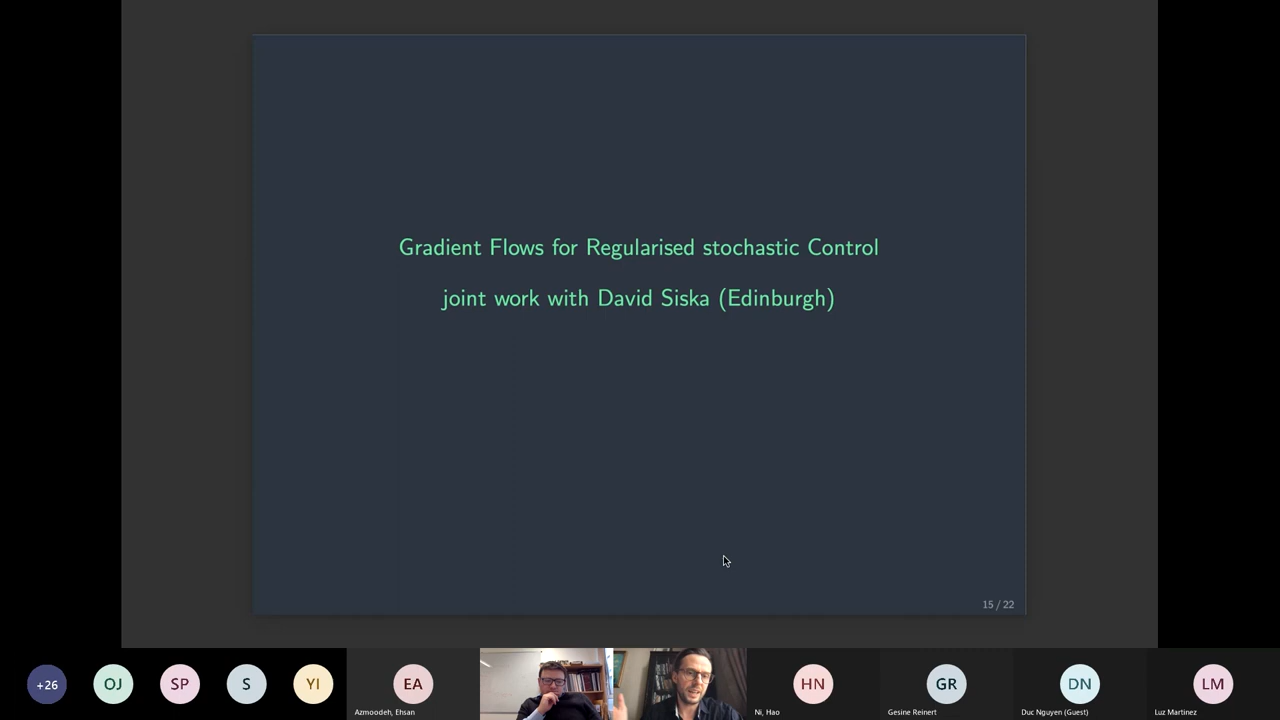 Gradient Flows for Regularised stochastic Control
joint work with David Siska (Edinburgh)
15 / 22
+26
OJ
SP
S
YI
EA
Azmoodeh, Ehsan
HN
Ni, Hao
GR
Gesine Reinert
DN
Duc Nguyen (Guest)
LM
Luz Martinez